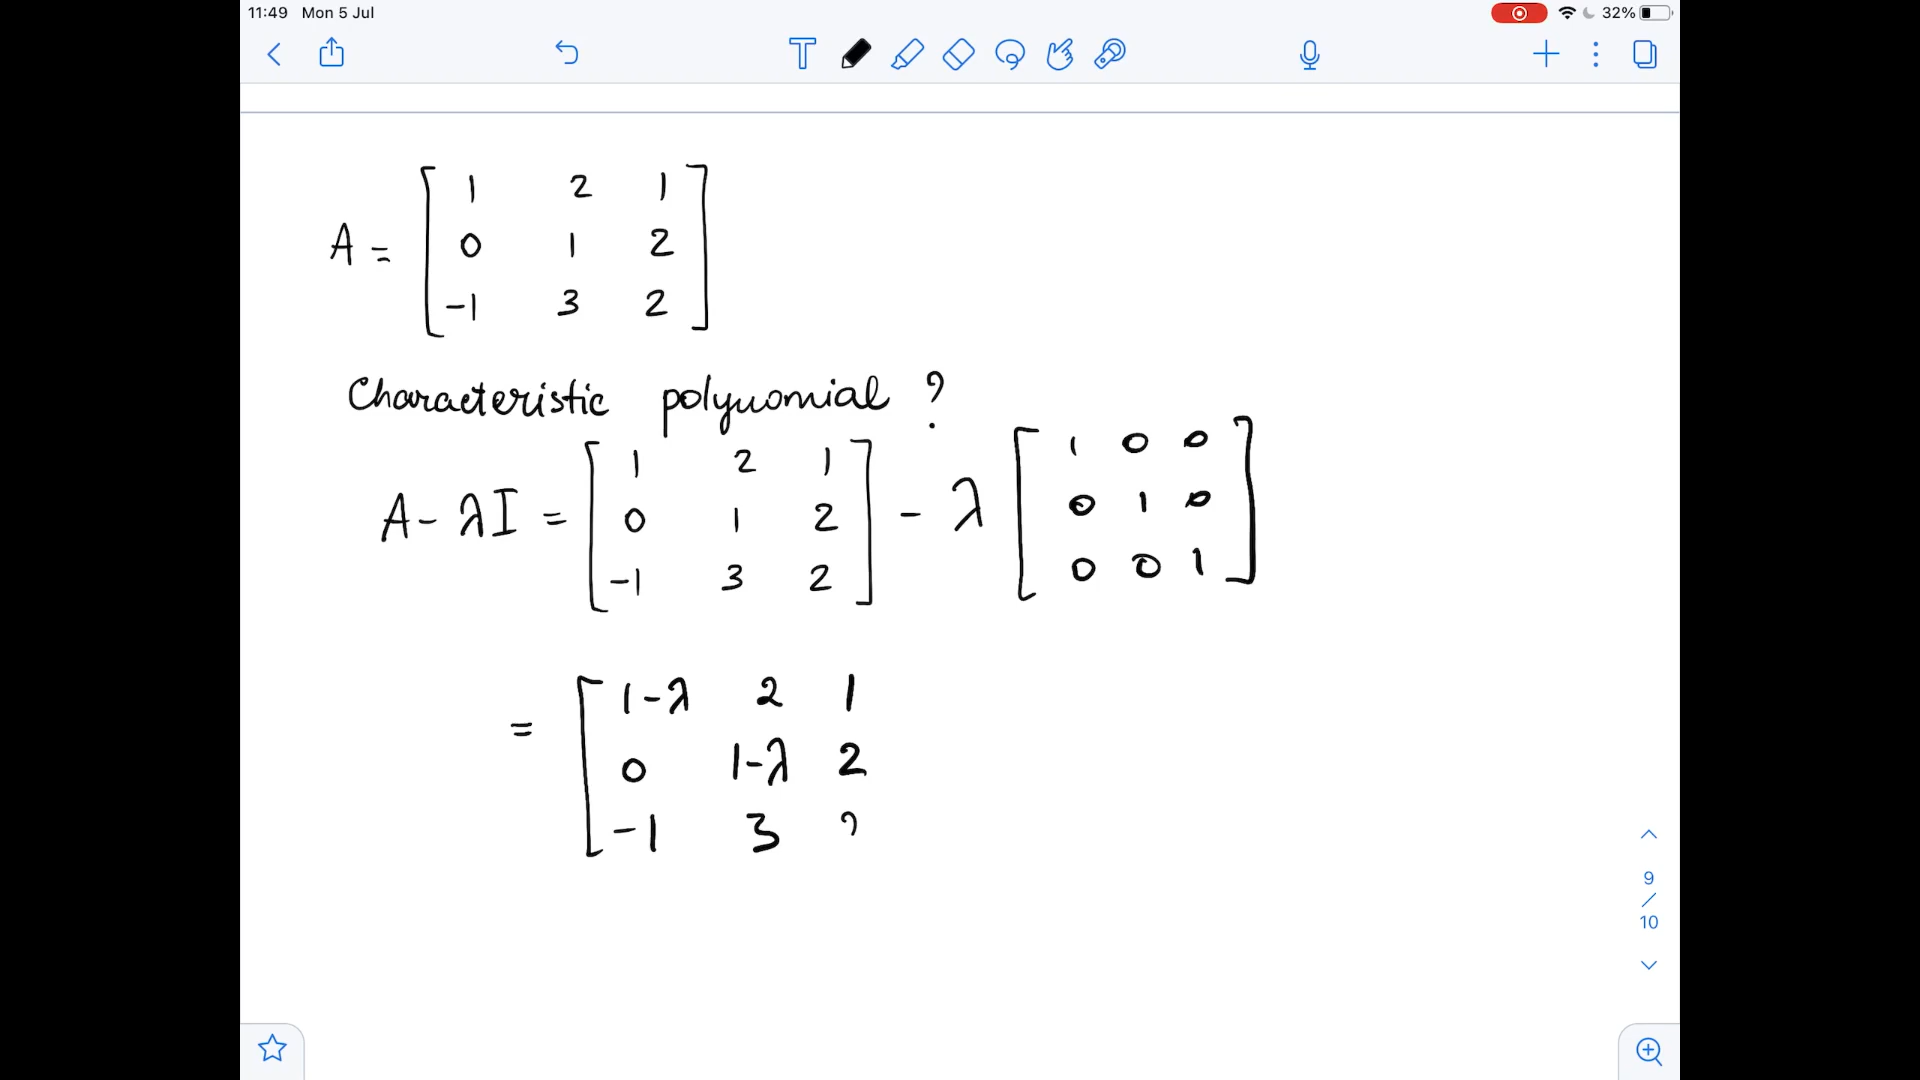 11:49 Mon 5 Jul 32%
T
A = [1 2 1
0 1 2
-1 3 2]
Characteristic polynomial ?
A - λI = [1 2 1
0 1 2
-1 3 2] - λ [1 0 0
0 1 0
0 0 1]
= [1-λ 2 1
0 1-λ 2
-1 3
9
/
10